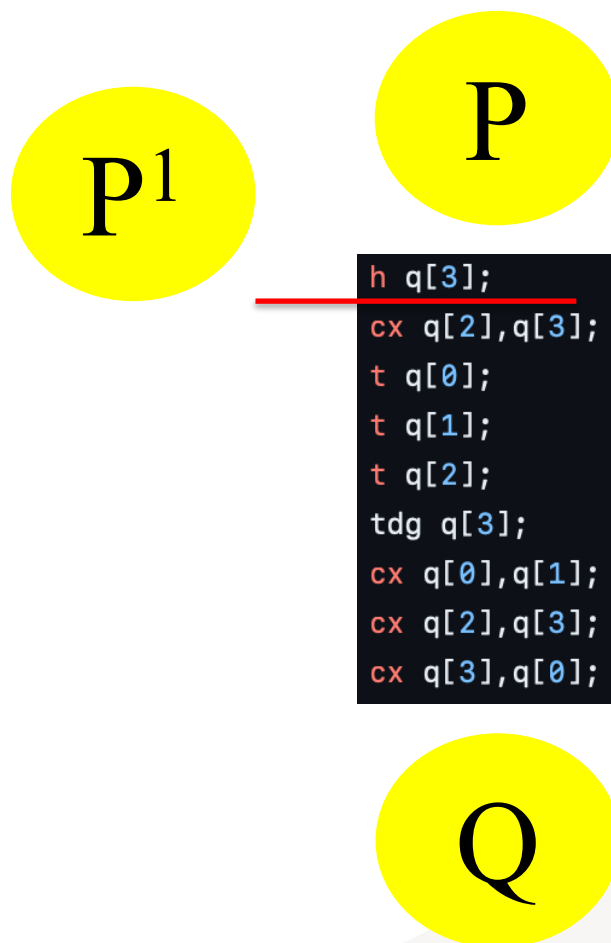 P
P¹
h q[3];
cx q[2],q[3];
t q[0];
t q[1];
t q[2];
tdg q[3];
cx q[0],q[1];
cx q[2],q[3];
cx q[3],q[0];
Q